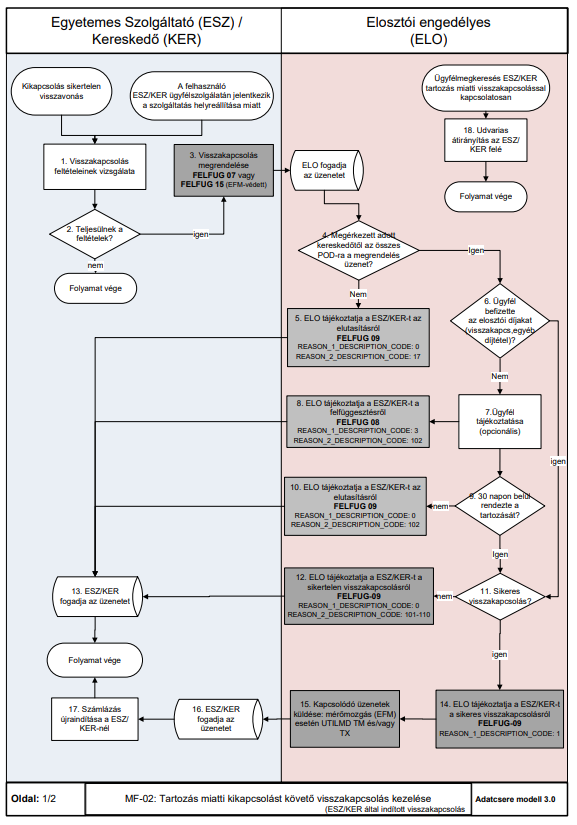 Egyetemes Szolgáltató (ESZ) /
Kereskedő (KER)
Elosztói engedélyes
(ELO)
Kikapcsolás sikertelen
visszavonás
A felhasználó
ESZ/KER ügyfélszolgálatán jelentkezik
a szolgáltatás helyreállítása miatt
Ügyfélmegkeresés ESZ/KER
tartozás miatti visszakapcsolással
kapcsolatosan
1. Visszakapcsolás
feltételeinek vizsgálata
3. Visszakapcsolás
megrendelése
FELFUG 07 vagy
FELFUG 15 (EFM-védett)
ELO fogadja
az üzenetet
18. Udvarias
átirányítás az ESZ/
KER felé
Folyamat vége
2. Teljesülnek a
feltételek?
igen
nem
Folyamat vége
4. Megérkezett adott
kereskedőtől az összes
POD-ra a megrendelés
üzenet?
Igen
Nem
6. Ügyfél
befizette
az elosztói díjakat
(visszakapcs,egyéb
díjtétel)?
5. ELO tájékoztatja a ESZ/KER-t az
elutasításról
FELFUG 09
REASON_1_DESCRIPTION_CODE: 0
REASON_2_DESCRIPTION_CODE: 17
Nem
8. ELO tájékoztatja a ESZ/KER-t a
felfüggesztésről
FELFUG 08
REASON_1_DESCRIPTION_CODE: 3
REASON_2_DESCRIPTION_CODE: 102
7.Ügyfél
tájékoztatása
(opcionális)
igen
10. ELO tájékoztatja a ESZ/KER-t az
elutasításról
FELFUG 09
REASON_1_DESCRIPTION_CODE: 0
REASON_2_DESCRIPTION_CODE: 102
nem
9. 30 napon belül
rendezte a
tartozását?
Igen
12. ELO tájékoztatja a ESZ/KER-t a
sikertelen visszakapcsolásról
FELFUG-09
REASON_1_DESCRIPTION_CODE: 0
REASON_2_DESCRIPTION_CODE: 101-110
nem
11. Sikeres
visszakapcsolás?
13. ESZ/KER
fogadja az üzenetet
igen
Folyamat vége
17. Számlázás
újraindítása a ESZ/
KER-nél
16. ESZ/KER
fogadja az
üzenetet
15. Kapcsolódó üzenetek
küldése: mérőmozgás (EFM)
esetén UTILMD TM és/vagy
TX
14. ELO tájékoztatja a ESZ/KER-t
a sikeres visszakapcsolásról
FELFUG-09
REASON_1_DESCRIPTION_CODE: 1
Oldal: 1/2
MF-02: Tartozás miatti kikapcsolást követő visszakapcsolás kezelése
(ESZ/KER által indított visszakapcsolás
Adatcsere modell 3.0